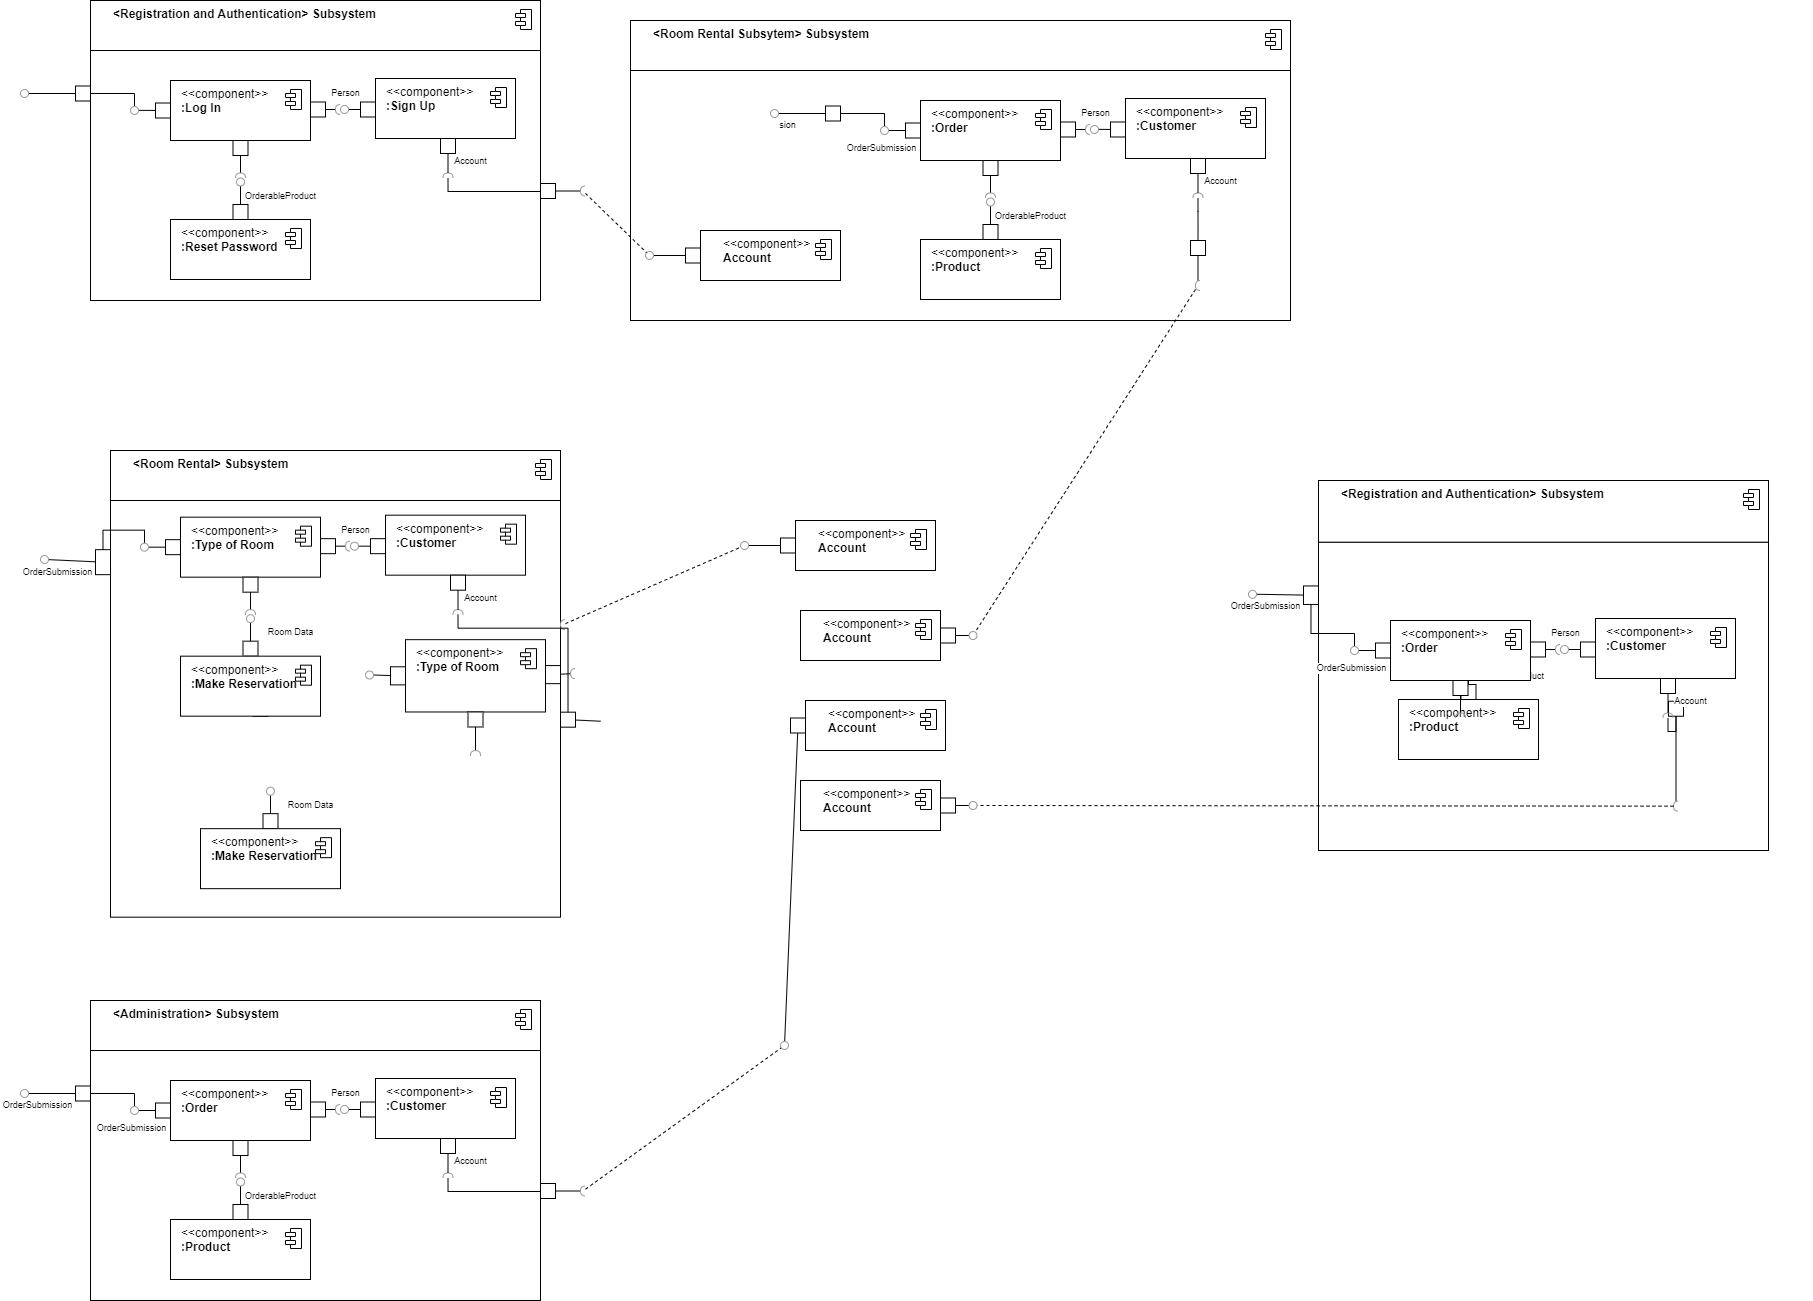 <Registration and Authentication> Subsystem
<<component>>
:Log In
Person
<<component>>
:Sign Up
Account
OrderableProduct
<<component>>
:Reset Password
<Room Rental Subsytem> Subsystem
sion
OrderSubmission
<<component>>
:Order
Person
<<component>>
:Customer
Account
OrderableProduct
<<component>>
Account
<<component>>
:Product
<Room Rental> Subsystem
OrderSubmission
<<component>>
:Type of Room
Person
<<component>>
:Customer
Account
Room Data
<<component>>
:Make Reservation
<<component>>
:Type of Room
Room Data
<<component>>
:Make Reservation
<<component>>
Account
<<component>>
Account
<<component>>
Account
<<component>>
Account
<Registration and Authentication> Subsystem
OrderSubmission
OrderSubmission
<<component>>
:Order
Person
<<component>>
:Customer
uct
Account
<<component>>
:Product
<Administration> Subsystem
OrderSubmission
OrderSubmission
<<component>>
:Order
Person
<<component>>
:Customer
Account
OrderableProduct
<<component>>
:Product